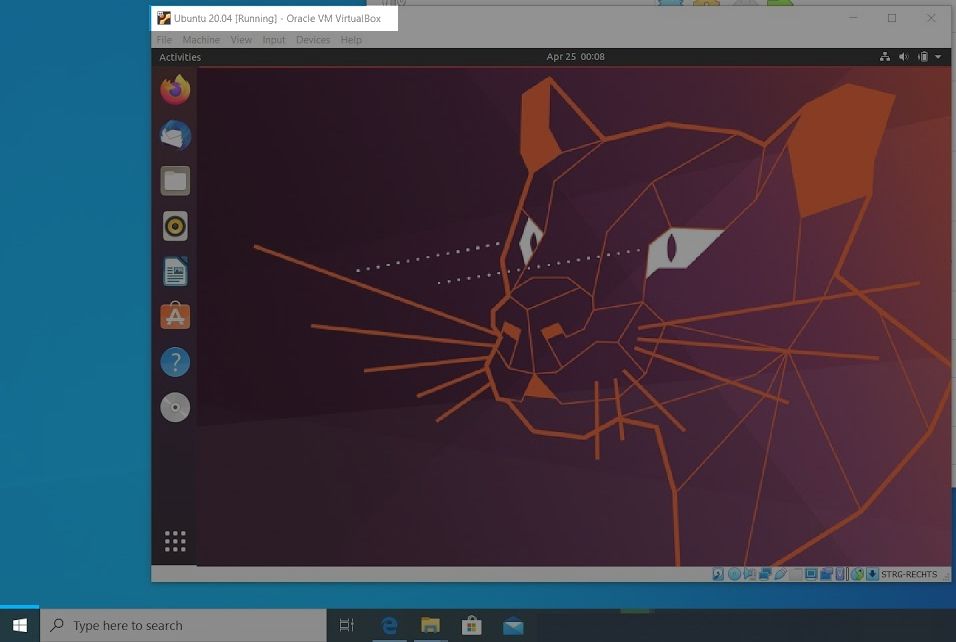 Ubuntu 20.04 [Running] - Oracle VM VirtualBox
File Machine View Input Devices Help
Activities
Apr 25 00:08
?
STRG-RECHTS
Type here to search